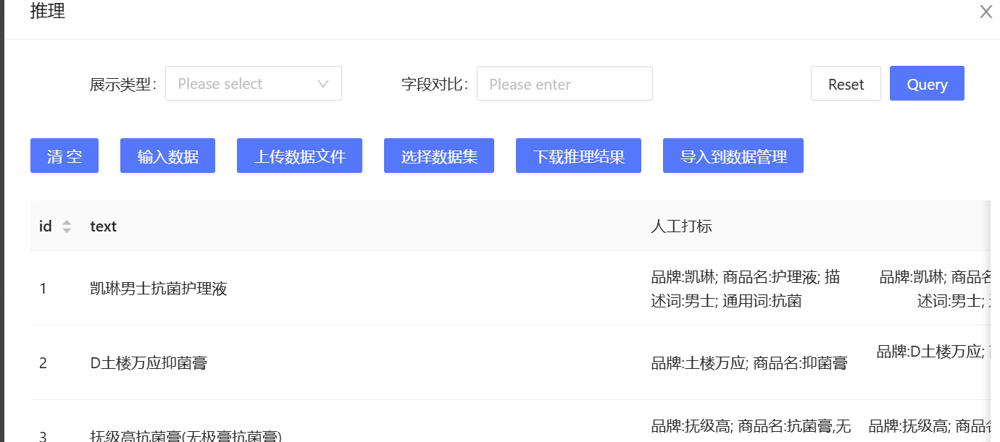 推理
展示类型: Please select 字段对比: Please enter Reset Query
清 空 输入数据 上传数据文件 选择数据集 下载推理结果 导入到数据管理
id text 人工打标
1 凯琳男士抗菌护理液
品牌:凯琳; 商品名:护理液; 描
述词:男士; 通用词:抗菌
品牌:凯琳; 商品名
述词:男士;
2 D土楼万应抑菌膏 品牌:土楼万应; 商品名:抑菌膏 品牌:D土楼万应;
3 抚级高抗菌膏(无极膏抗菌膏) 品牌:抚级高; 商品名:抗菌膏,无 品牌:抚级高; 商品名